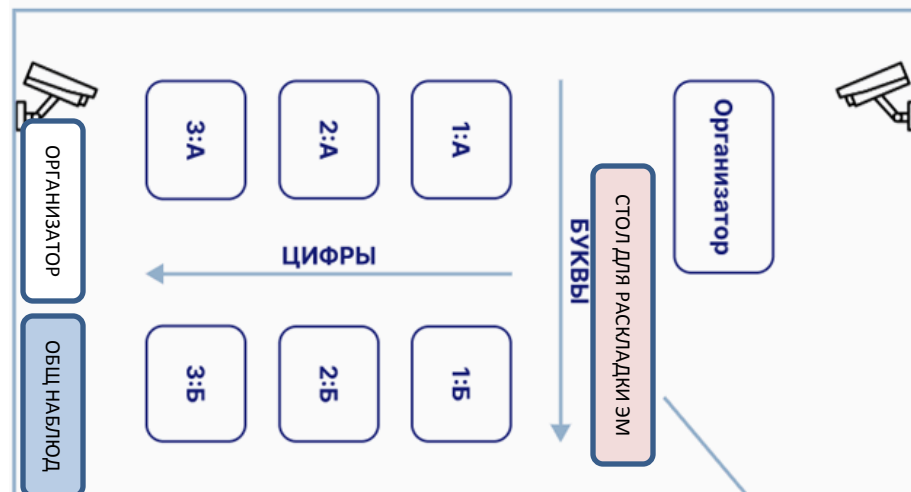 3:А
2:А
1:А
Организатор
ОРГАНИЗАТОР
ЦИФРЫ
БУКВЫ
СТОЛ ДЛЯ РАСКЛАДКИ ЭМ
ОБЩ НАБЛЮД
3:Б
2:Б
1:Б